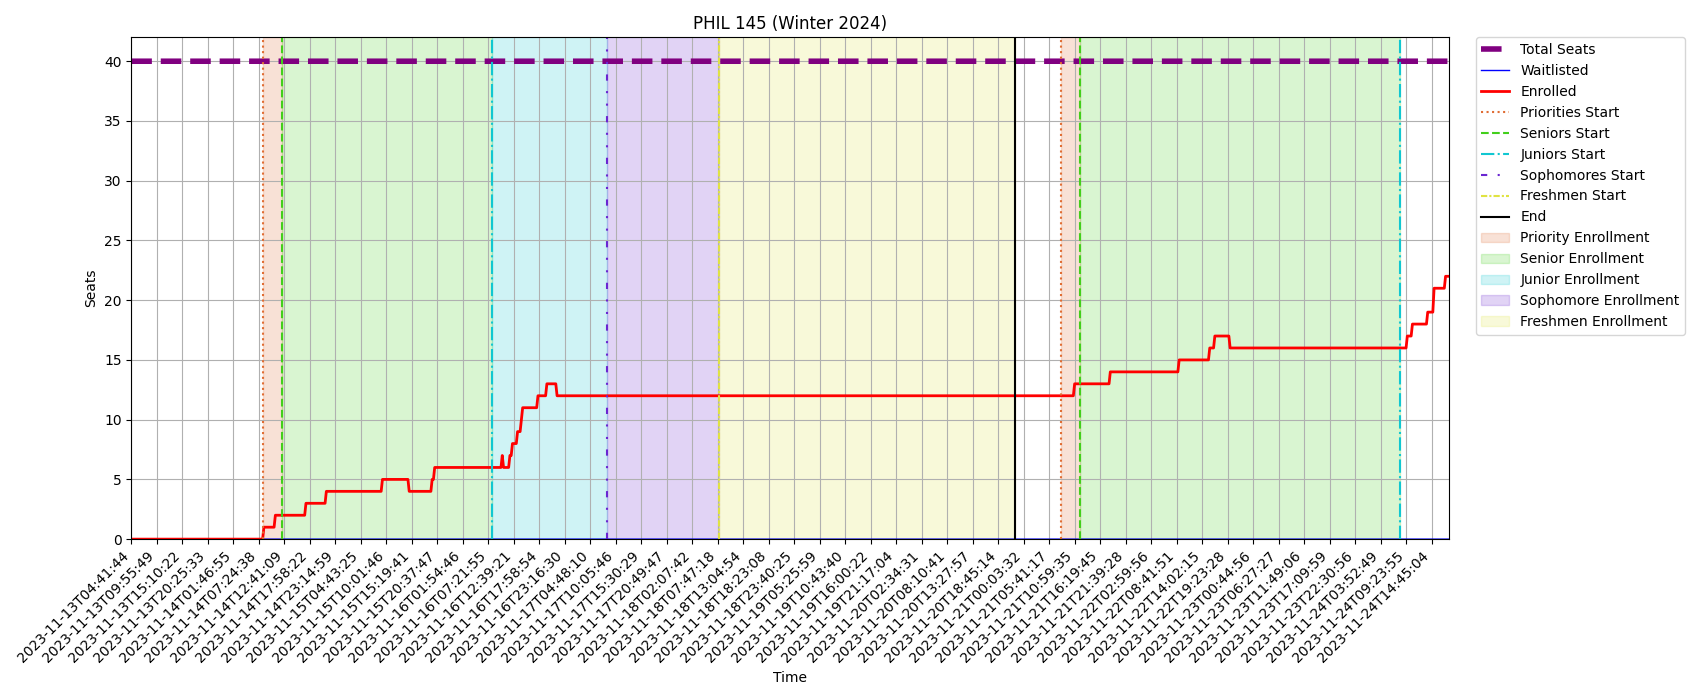 PHIL 145 (Winter 2024)
Seats
40
35
30
25
20
15
10
5
0
2023-11-13T04:41:44
2023-11-13T09:55:49
2023-11-13T15:10:22
2023-11-13T20:25:33
2023-11-14T01:46:55
2023-11-14T07:24:38
2023-11-14T12:41:09
2023-11-14T17:58:22
2023-11-14T23:14:59
2023-11-15T04:43:25
2023-11-15T10:01:46
2023-11-15T15:19:41
2023-11-15T20:37:47
2023-11-16T01:54:46
2023-11-16T07:21:55
2023-11-16T12:39:21
2023-11-16T17:58:54
2023-11-16T23:16:30
2023-11-17T04:48:10
2023-11-17T10:05:46
2023-11-17T15:30:29
2023-11-17T20:49:47
2023-11-18T02:07:42
2023-11-18T07:47:18
2023-11-18T13:04:54
2023-11-18T18:23:08
2023-11-18T23:40:25
2023-11-19T05:25:59
2023-11-19T10:43:40
2023-11-19T16:00:22
2023-11-19T21:17:04
2023-11-20T02:34:31
2023-11-20T08:10:41
2023-11-20T13:27:57
2023-11-20T18:45:14
2023-11-21T00:03:32
2023-11-21T05:41:17
2023-11-21T10:59:35
2023-11-21T16:19:45
2023-11-21T21:39:28
2023-11-22T02:59:56
2023-11-22T08:41:51
2023-11-22T14:02:15
2023-11-22T19:23:28
2023-11-23T00:44:56
2023-11-23T06:27:27
2023-11-23T11:49:06
2023-11-23T17:09:59
2023-11-23T22:30:56
2023-11-24T03:52:49
2023-11-24T09:23:55
2023-11-24T14:45:04
Time
Total Seats
Waitlisted
Enrolled
Priorities Start
Seniors Start
Juniors Start
Sophomores Start
Freshmen Start
End
Priority Enrollment
Senior Enrollment
Junior Enrollment
Sophomore Enrollment
Freshmen Enrollment